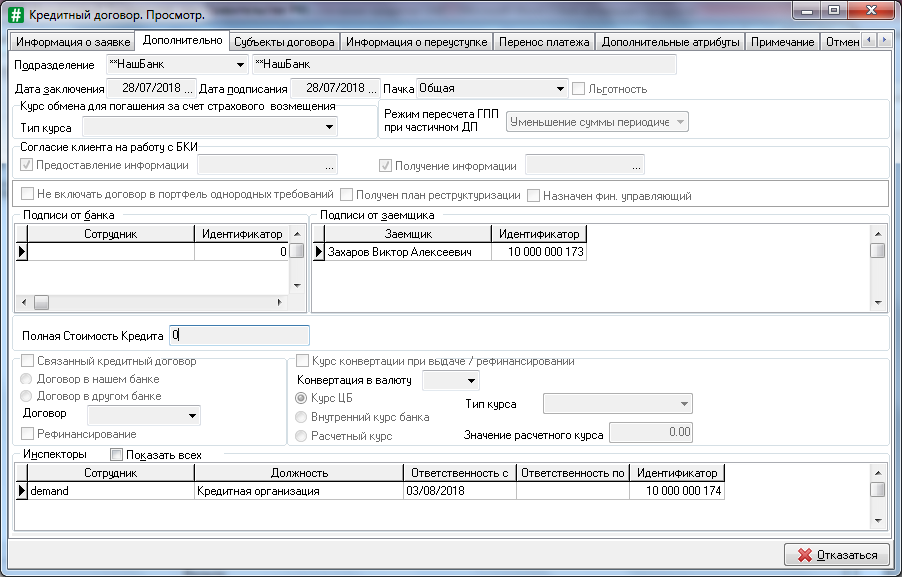 Кредитный договор. Просмотр.
Информация о заявке Дополнительно Субъекты договора Информация о переуступке Перенос платежа Дополнительные атрибуты Примечание Отмен
Подразделение **НашБанк **НашБанк
Дата заключения 28/07/2018 ... Дата подписания 28/07/2018 ... Пачка Общая Льготность
Курс обмена для погашения за счет страхового возмещения
Тип курса
Режим пересчета ГПП
при частичном ДП
Уменьшение суммы периодиче
Согласие клиента на работу с БКИ
Предоставление информации ... Получение информации ...
Не включать договор в портфель однородных требований Получен план реструктуризации Назначен фин. управляющий
Подписи от банка Подписи от заемщика
Сотрудник Идентификатор Заемщик Идентификатор
0 Захаров Виктор Алексеевич 10 000 000 173
Полная Стоимость Кредита 0
Связанный кредитный договор Курс конвертации при выдаче / рефинансировании
Договор в нашем банке Конвертация в валюту
Договор в другом банке Курс ЦБ Тип курса
Договор Внутренний курс банка
Рефинансирование Расчетный курс Значение расчетного курса 0.00
Инспекторы Показать всех
Сотрудник Должность Ответственность с Ответственность по Идентификатор
demand Кредитная организация 03/08/2018 10 000 000 174
Отказаться